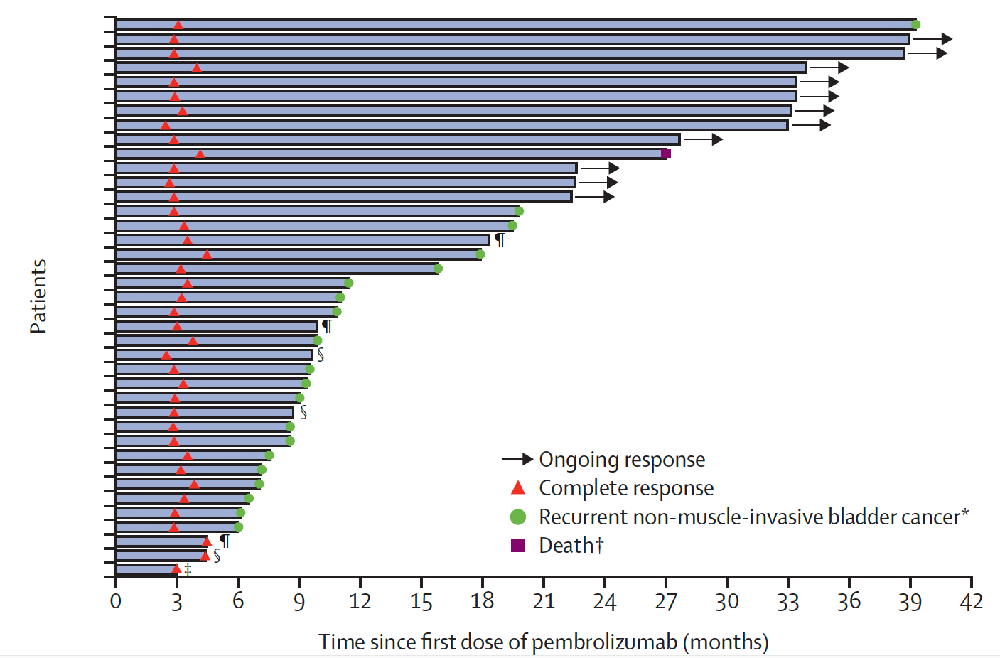 Patients
¶
¶
§
§
¶
§
‡
Ongoing response
Complete response
Recurrent non-muscle-invasive bladder cancer*
Death†
0 3 6 9 12 15 18 21 24 27 30 33 36 39 42
Time since first dose of pembrolizumab (months)